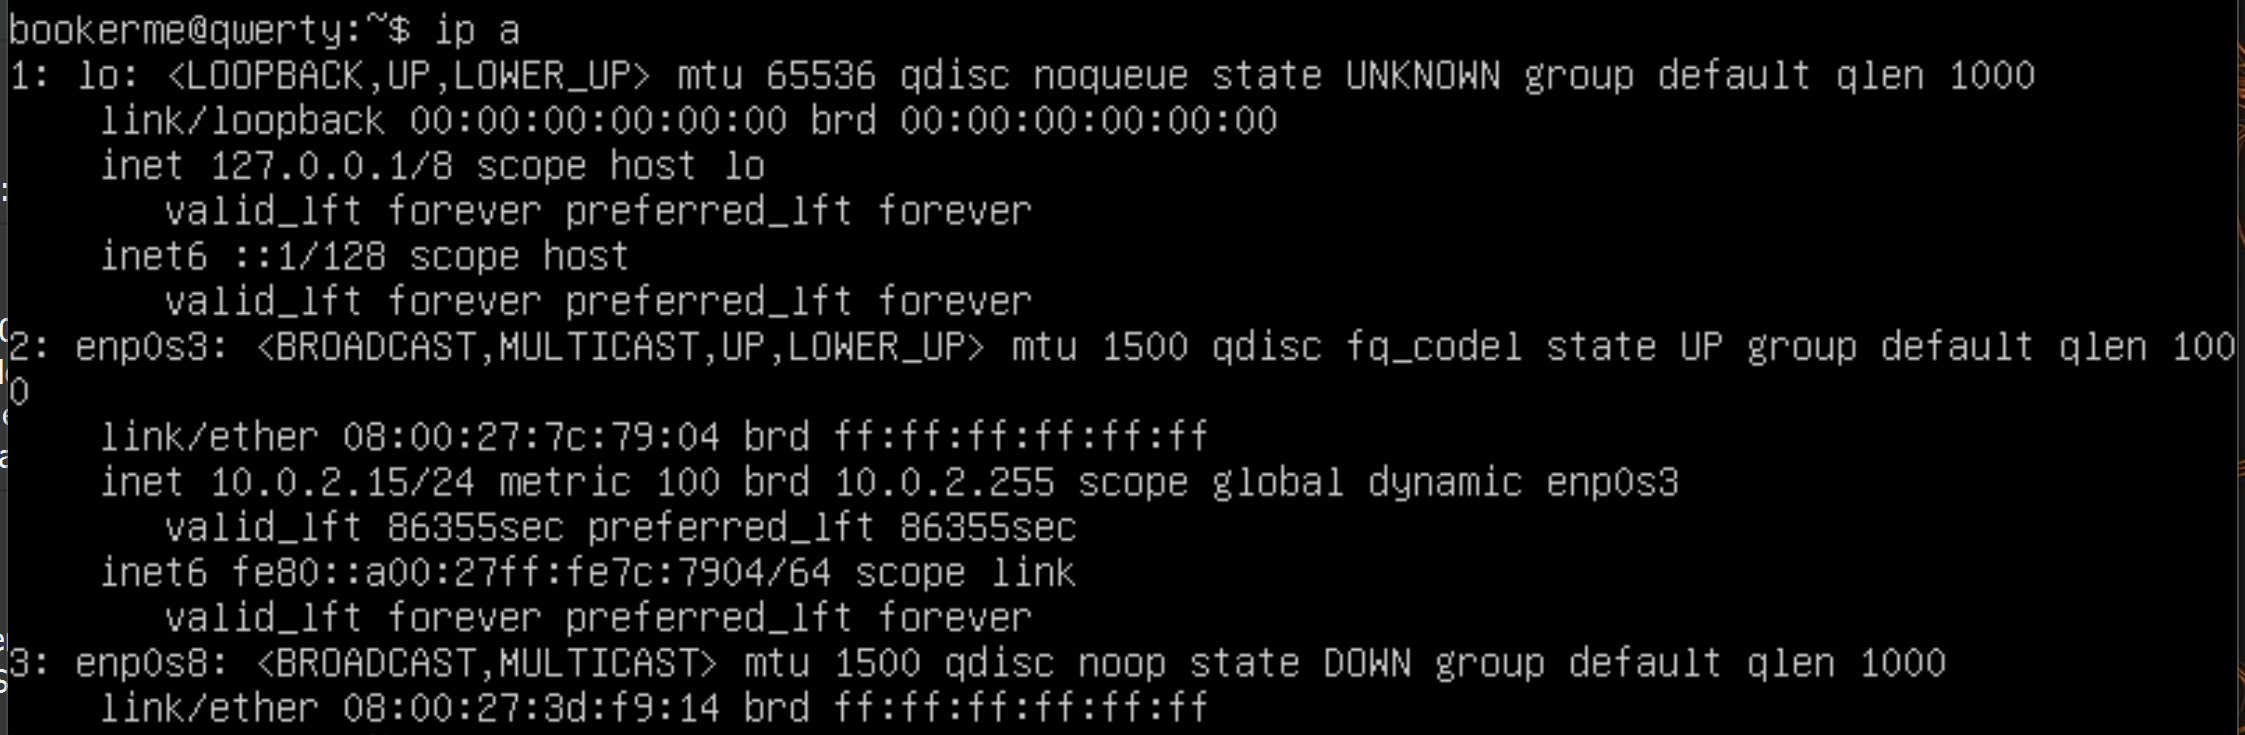 bookerme@qwerty:~$ ip a
1: lo: <LOOPBACK,UP,LOWER_UP> mtu 65536 qdisc noqueue state UNKNOWN group default qlen 1000
    link/loopback 00:00:00:00:00:00 brd 00:00:00:00:00:00
    inet 127.0.0.1/8 scope host lo
       valid_lft forever preferred_lft forever
    inet6 ::1/128 scope host
       valid_lft forever preferred_lft forever
2: enp0s3: <BROADCAST,MULTICAST,UP,LOWER_UP> mtu 1500 qdisc fq_codel state UP group default qlen 100
0
    link/ether 08:00:27:7c:79:04 brd ff:ff:ff:ff:ff:ff
    inet 10.0.2.15/24 metric 100 brd 10.0.2.255 scope global dynamic enp0s3
       valid_lft 86355sec preferred_lft 86355sec
    inet6 fe80::a00:27ff:fe7c:7904/64 scope link
       valid_lft forever preferred_lft forever
3: enp0s8: <BROADCAST,MULTICAST> mtu 1500 qdisc noop state DOWN group default qlen 1000
    link/ether 08:00:27:3d:f9:14 brd ff:ff:ff:ff:ff:ff